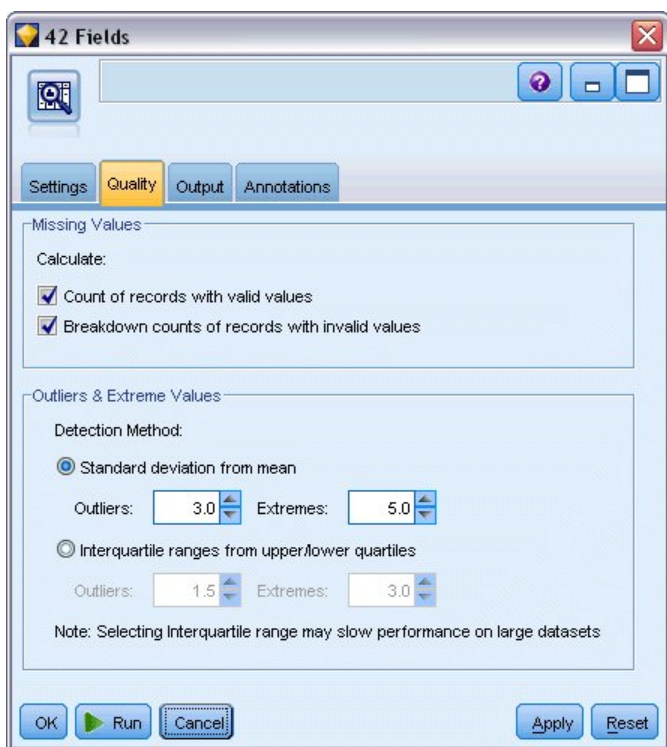 42 Fields
Settings Quality Output Annotations
Missing Values
Calculate:
Count of records with valid values
Breakdown counts of records with invalid values
Outliers & Extreme Values
Detection Method:
Standard deviation from mean
Outliers: 3.0 Extremes: 5.0
Interquartile ranges from upper/lower quartiles
Outliers: 1.5 Extremes: 3.0
Note: Selecting Interquartile range may slow performance on large datasets
OK Run Cancel Apply Reset